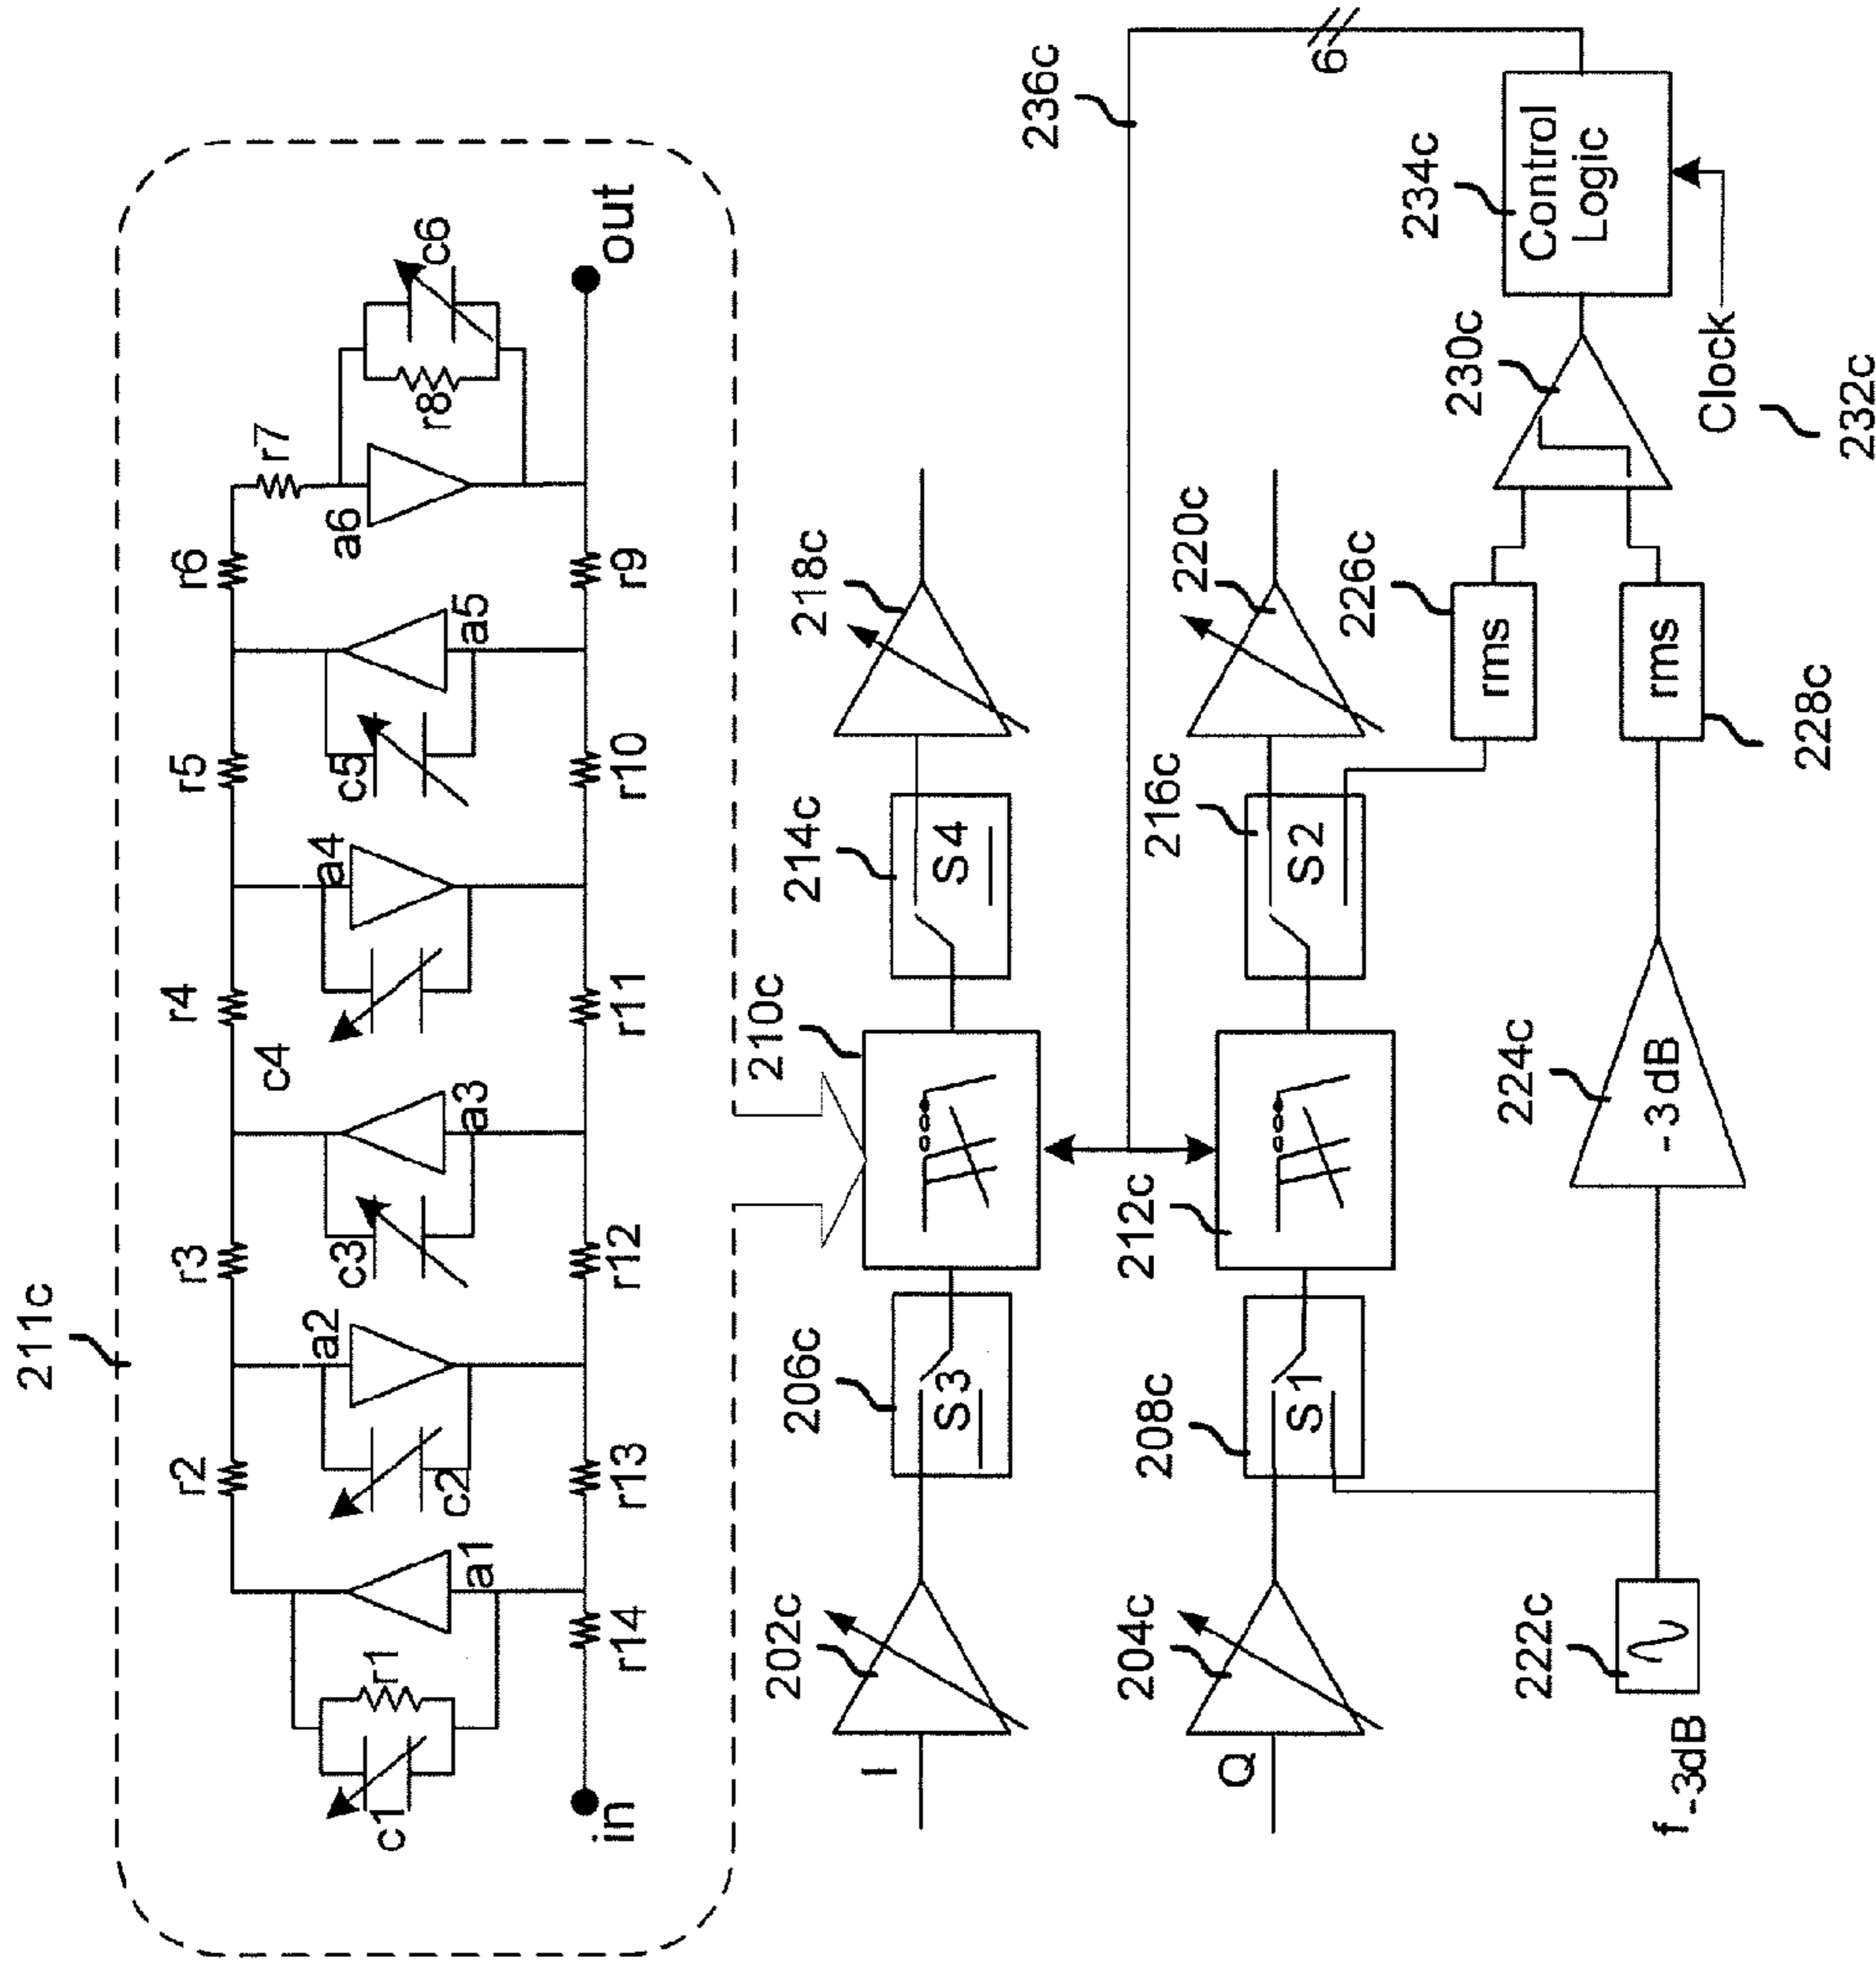 211c
r2
r3
r4
r5
r6
r7
c1
r1
a1
a2
c2
c3
a3
c4
a4
c5
a5
a6
r8
c6
in
r14
r13
r12
r11
r10
r9
out
I
202c
206c
S3
210c
214c
S4
218c
236c
6
Q
204c
208c
S1
212c
216c
S2
220c
226c
rms
230c
234c
Control
Logic
f-3dB
222c
224c
-3dB
rms
228c
Clock
232c